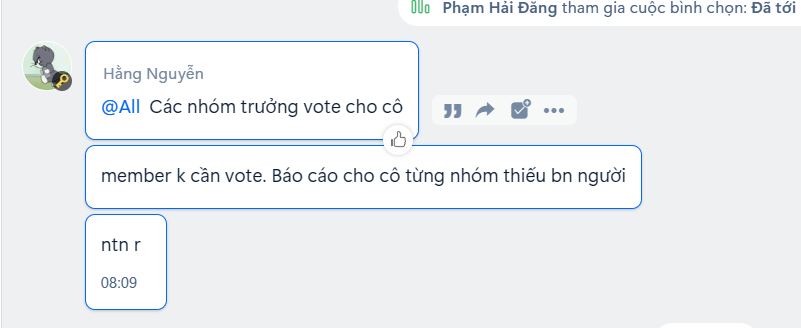 Phạm Hải Đăng tham gia cuộc bình chọn: Đã tới
Hằng Nguyễn
@All Các nhóm trưởng vote cho cô
member k cần vote. Báo cáo cho cô từng nhóm thiếu bn người
ntn r
08:09